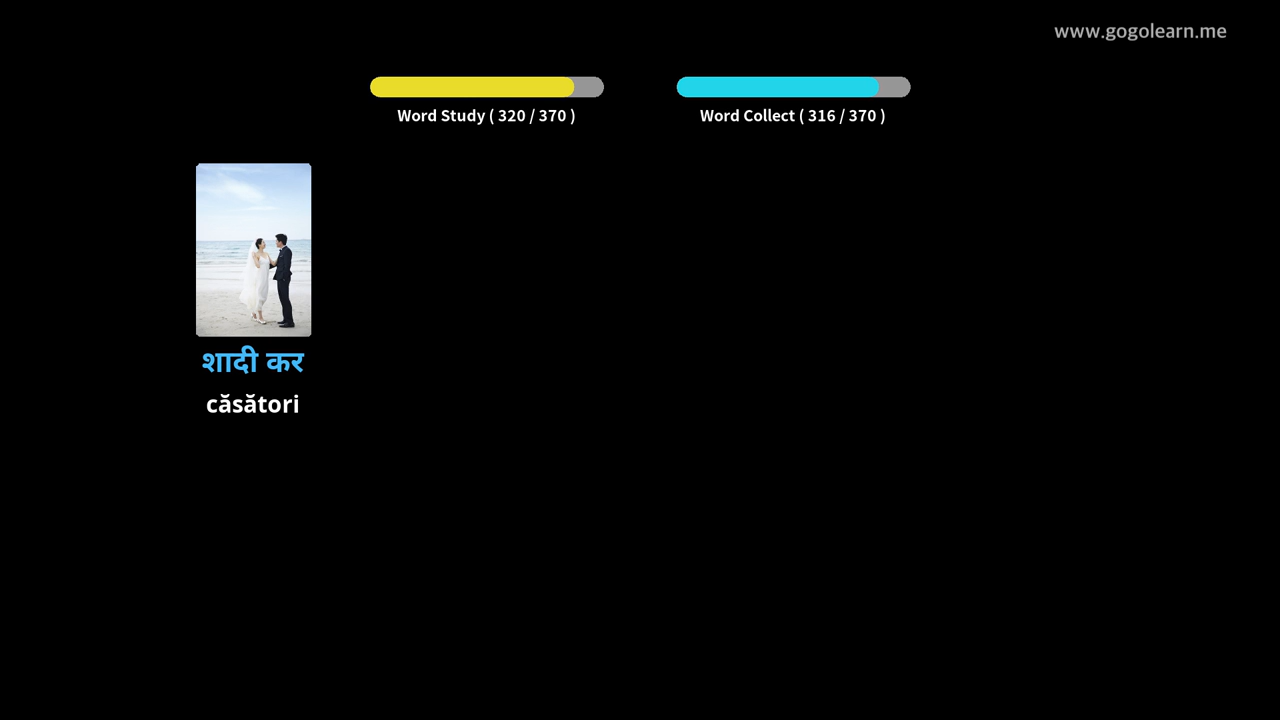 www.gogolearn.me
Word Study ( 320 / 370 )
Word Collect ( 316 / 370 )
शादी कर
căsători